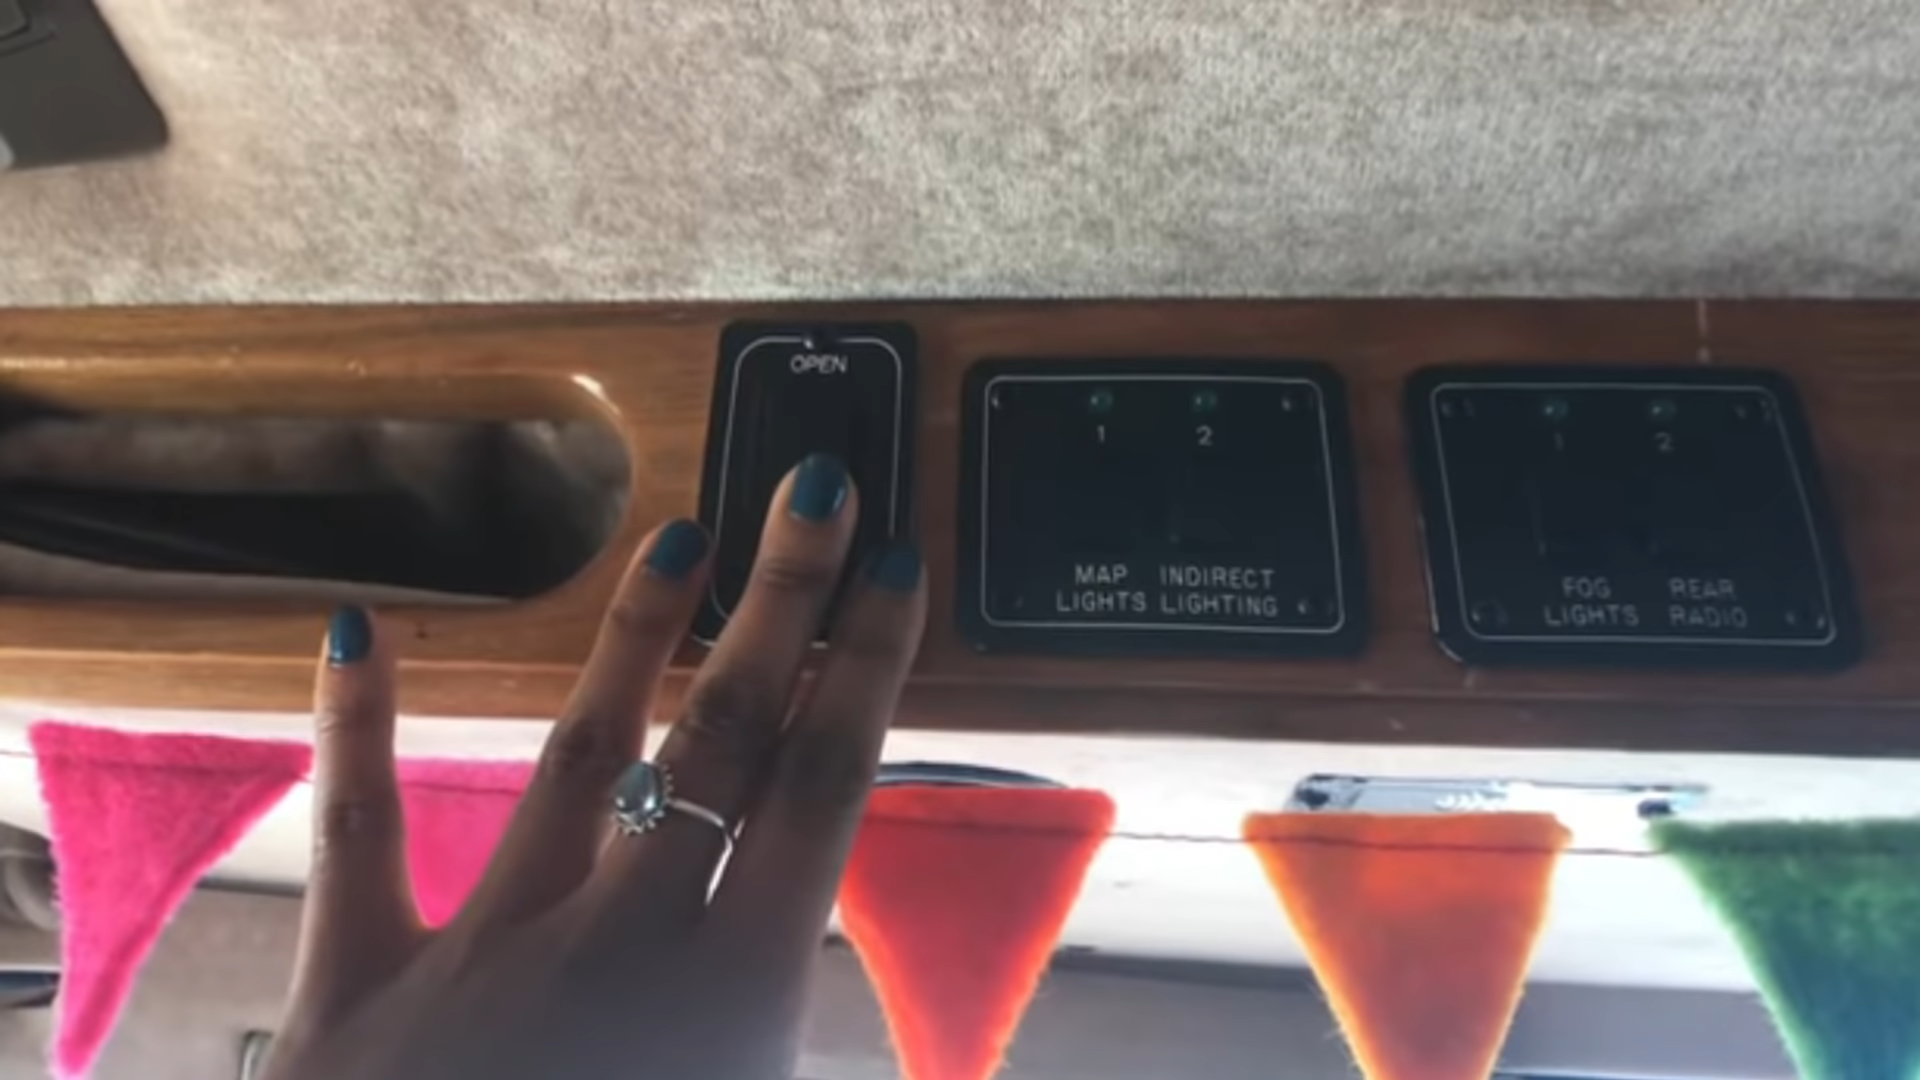 OPEN
1 2
MAP INDIRECT
LIGHTS LIGHTING
1 2
FOG REAR
LIGHTS RADIO